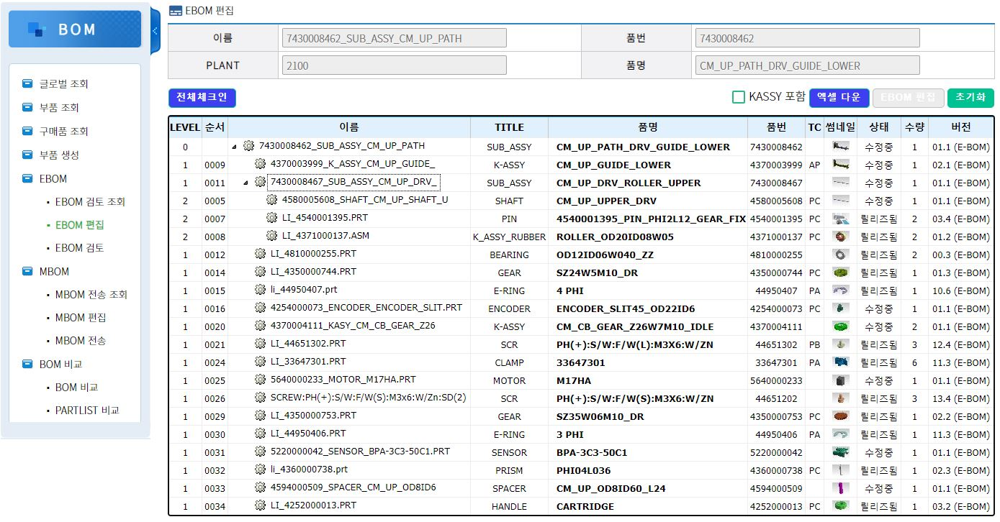 BOM
글로벌 조회
부품 조회
구매품 조회
부품 생성
EBOM
EBOM 검토 조회
EBOM 편집
EBOM 검토
MBOM
MBOM 전송 조회
MBOM 편집
MBOM 전송
BOM 비교
BOM 비교
PARTLIST 비교
EBOM 편집
이름 7430008462_SUB_ASSY_CM_UP_PATH 품번 7430008462
PLANT 2100 품명 CM_UP_PATH_DRV_GUIDE_LOWER
전체체크인 KASSY 포함 엑셀 다운 EBOM 편집 초기화
LEVEL 순서 이름 TITLE 품명 품번 TC 썸네일 상태 수량 버전
0 7430008462_SUB_ASSY_CM_UP_PATH SUB_ASSY CM_UP_PATH_DRV_GUIDE_LOWER 7430008462 수정중 1 01.1 (E-BOM)
1 0009 4370003999_K_ASSY_CM_UP_GUIDE_ K-ASSY CM_UP_GUIDE_LOWER 4370003999 AP 수정중 1 02.1 (E-BOM)
1 0011 7430008467_SUB_ASSY_CM_UP_DRV_ SUB_ASSY CM_UP_DRV_ROLLER_UPPER 7430008467 수정중 1 01.1 (E-BOM)
2 0005 4580005608_SHAFT_CM_UP_SHAFT_U SHAFT CM_UP_UPPER_DRV 4580005608 PC 수정중 1 01.1 (E-BOM)
2 0007 LI_4540001395.PRT PIN 4540001395_PIN_PHI2L12_GEAR_FIX 4540001395 PC 릴리즈됨 2 03.4 (E-BOM)
2 0008 LI_4371000137.ASM K_ASSY_RUBBER ROLLER_OD20ID08W05 4371000137 PC 릴리즈됨 2 01.2 (E-BOM)
1 0012 LI_4810000255.PRT BEARING OD12ID06W040_ZZ 4810000255 릴리즈됨 2 00.3 (E-BOM)
1 0014 LI_4350000744.PRT GEAR SZ24W5M10_DR 4350000744 PC 릴리즈됨 1 01.3 (E-BOM)
1 0015 li_44950407.prt E-RING 4 PHI 44950407 PA 릴리즈됨 1 10.6 (E-BOM)
1 0016 4254000073_ENCODER_ENCODER_SLIT.PRT ENCODER ENCODER_SLIT45_OD22ID6 4254000073 PC 수정중 1 01.1 (E-BOM)
1 0020 4370004111_KASY_CM_CB_GEAR_Z26 K-ASSY CM_CB_GEAR_Z26W7M10_IDLE 4370004111 수정중 2 01.1 (E-BOM)
1 0021 LI_44651302.PRT SCR PH(+):S/W:F/W(L):M3X6:W/ZN 44651302 PB 릴리즈됨 3 12.4 (E-BOM)
1 0024 LI_33647301.PRT CLAMP 33647301 33647301 PA 릴리즈됨 6 11.3 (E-BOM)
1 0025 5640000233_MOTOR_M17HA.PRT MOTOR M17HA 5640000233 수정중 1 01.1 (E-BOM)
1 0026 SCREW:PH(+):S/W:F/W(S):M3x6:W/Zn:SD(2) SCR PH(+):S/W:F/W(S):M3X6:W/ZN 44651202 릴리즈됨 3 13.4 (E-BOM)
1 0029 LI_4350000753.PRT GEAR SZ35W06M10_DR 4350000753 PC 릴리즈됨 1 02.2 (E-BOM)
1 0030 LI_44950406.PRT E-RING 3 PHI 44950406 PA 릴리즈됨 1 11.3 (E-BOM)
1 0031 5220000042_SENSOR_BPA-3C3-50C1.PRT SENSOR BPA-3C3-50C1 5220000042 수정중 1 01.1 (E-BOM)
1 0032 li_4360000738.prt PRISM PHI04L036 4360000738 PC 릴리즈됨 1 02.3 (E-BOM)
1 0033 4594000509_SPACER_CM_UP_OD8ID6 SPACER CM_UP_OD8ID60_L24 4594000509 수정중 1 01.1 (E-BOM)
1 0034 LI_4252000013.PRT HANDLE CARTRIDGE 4252000013 PC 릴리즈됨 1 03.2 (E-BOM)